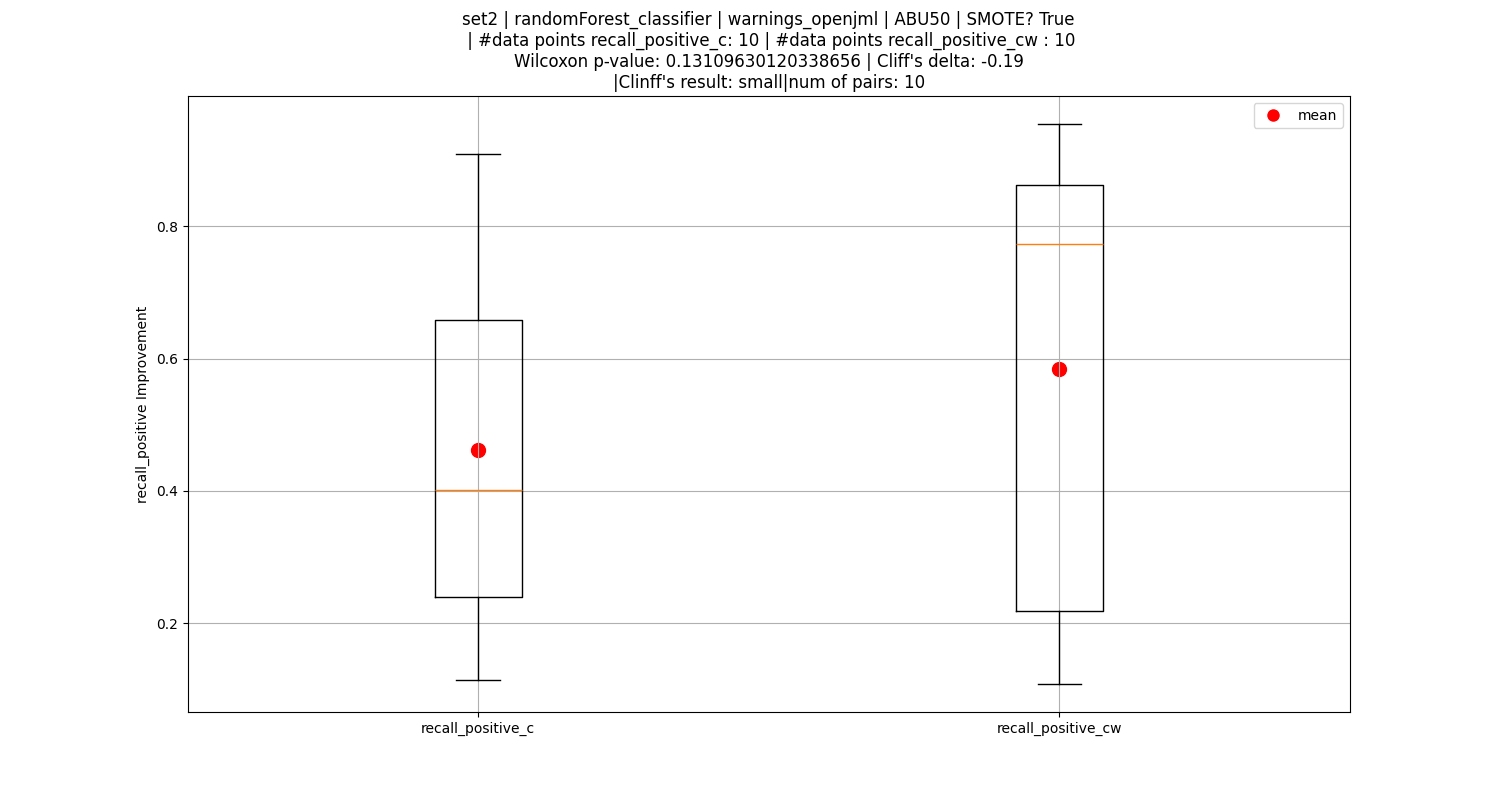 set2 | randomForest_classifier | warnings_openjml | ABU50 | SMOTE? True
| #data points recall_positive_c: 10 | #data points recall_positive_cw : 10
Wilcoxon p-value: 0.13109630120338656 | Cliff's delta: -0.19
|Clinff's result: small|num of pairs: 10
mean
recall_positive Improvement
0.8
0.6
0.4
0.2
recall_positive_c
recall_positive_cw